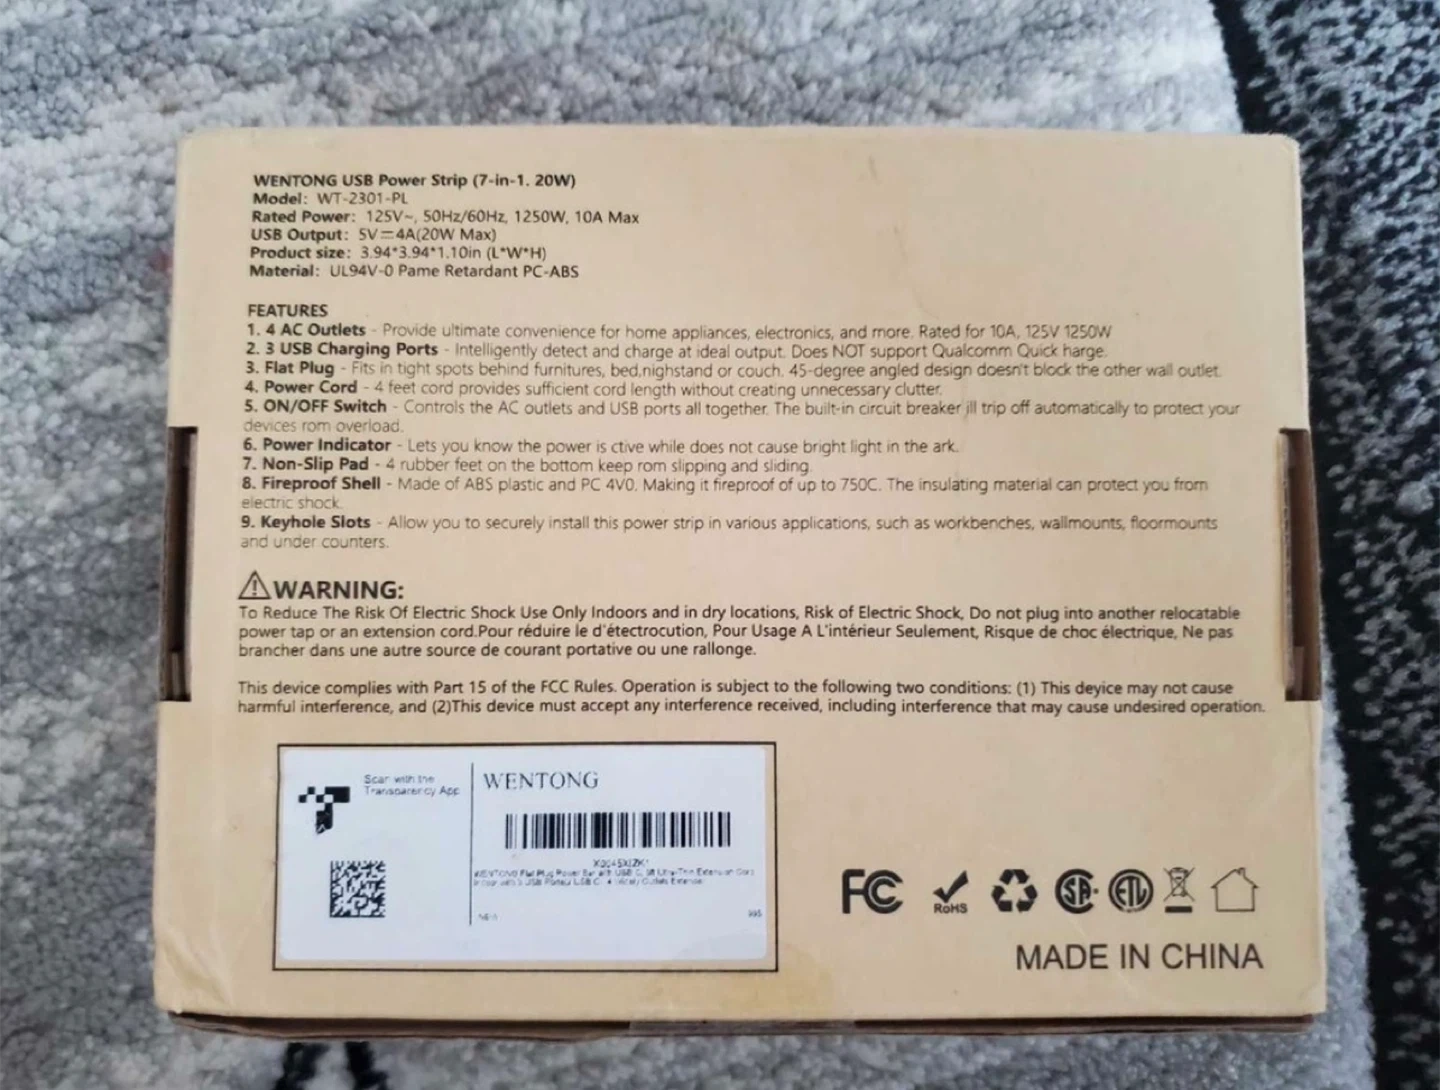 WENTONG USB Power Strip (7-in-1. 20W)
Model: WT-2301-PL
Rated Power: 125V~, 50Hz/60Hz, 1250W, 10A Max
USB Output: 5V⎓4A(20W Max)
Product size: 3.94*3.94*1.10in (L*W*H)
Material: UL94V-0 Pame Retardant PC-ABS
FEATURES
1. 4 AC Outlets - Provide ultimate convenience for home appliances, electronics, and more. Rated for 10A, 125V 1250W
2. 3 USB Charging Ports - Intelligently detect and charge at ideal output. Does NOT support Qualcomm Quick harge.
3. Flat Plug - Fits in tight spots behind furnitures, bed,nighstand or couch. 45-degree angled design doesn't block the other wall outlet.
4. Power Cord - 4 feet cord provides sufficient cord length without creating unnecessary clutter.
5. ON/OFF Switch - Controls the AC outlets and USB ports all together. The built-in circuit breaker jll trip off automatically to protect your
devices rom overload.
6. Power Indicator - Lets you know the power is ctive while does not cause bright light in the ark.
7. Non-Slip Pad - 4 rubber feet on the bottom keep rom slipping and sliding.
8. Fireproof Shell - Made of ABS plastic and PC 4V0. Making it fireproof of up to 750C. The insulating material can protect you from
electric shock.
9. Keyhole Slots - Allow you to securely install this power strip in various applications, such as workbenches, wallmounts, floormounts
and under counters.
WARNING:
To Reduce The Risk Of Electric Shock Use Only Indoors and in dry locations, Risk of Electric Shock, Do not plug into another relocatable
power tap or an extension cord.Pour réduire le d'étectrocution, Pour Usage A L'intérieur Seulement, Risque de choc électrique, Ne pas
brancher dans une autre source de courant portative ou une rallonge.
This device complies with Part 15 of the FCC Rules. Operation is subject to the following two conditions: (1) This deyice may not cause
harmful interference, and (2)This device must accept any interference received, including interference that may cause undesired operation.
Scan with the
Transparency App
WENTONG
WENTONG Flat Plug Power Bar with USB C, Ultra-Thin Extension Cord
FC RoHS SA ETL
MADE IN CHINA